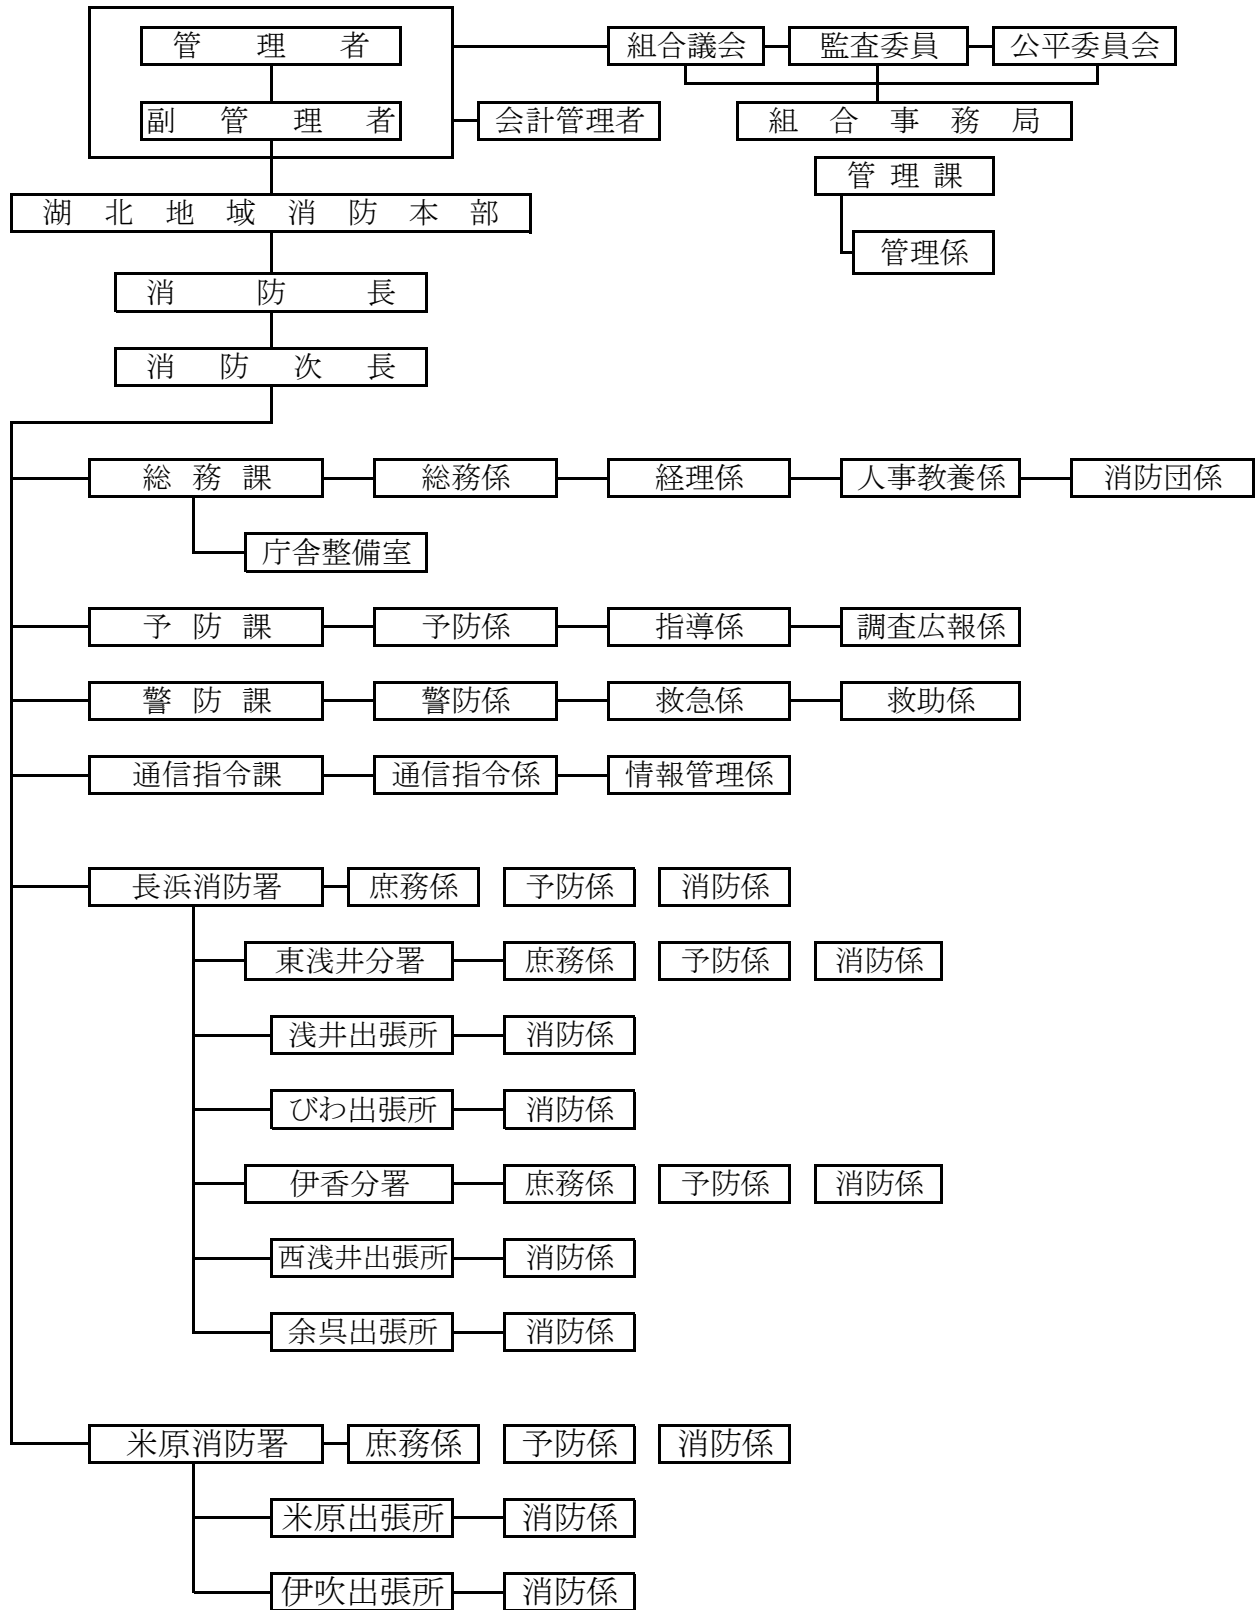 管理者 組合議会 監査委員 公平委員会
副管理者 会計管理者 組合事務局
管理課
湖北地域消防本部
管理係
消防長
消防次長
総務課 総務係 経理係 人事教養係 消防団係
庁舎整備室
予防課 予防係 指導係 調査広報係
警防課 警防係 救急係 救助係
通信指令課 通信指令係 情報管理係
長浜消防署 庶務係 予防係 消防係
東浅井分署 庶務係 予防係 消防係
浅井出張所 消防係
びわ出張所 消防係
伊香分署 庶務係 予防係 消防係
西浅井出張所 消防係
余呉出張所 消防係
米原消防署 庶務係 予防係 消防係
米原出張所 消防係
伊吹出張所 消防係